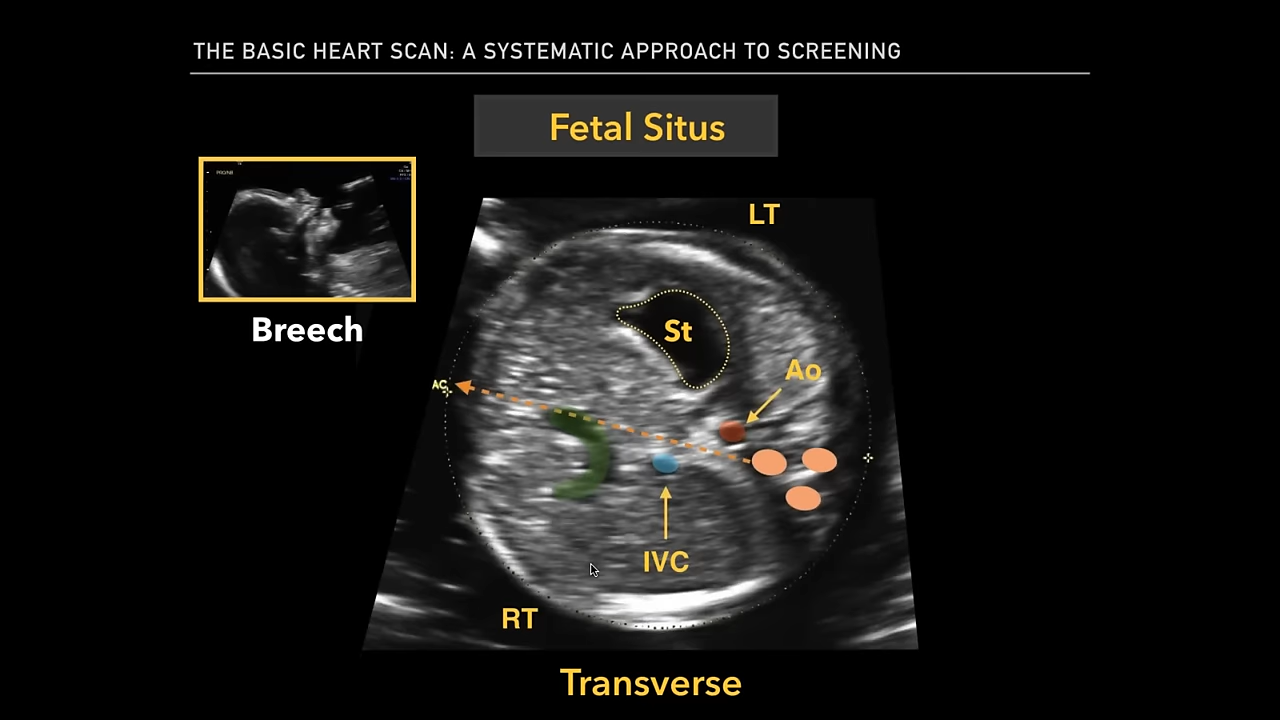 THE BASIC HEART SCAN: A SYSTEMATIC APPROACH TO SCREENING
Fetal Situs
LT
St
Breech
Ao
AC
IVC
RT
Transverse